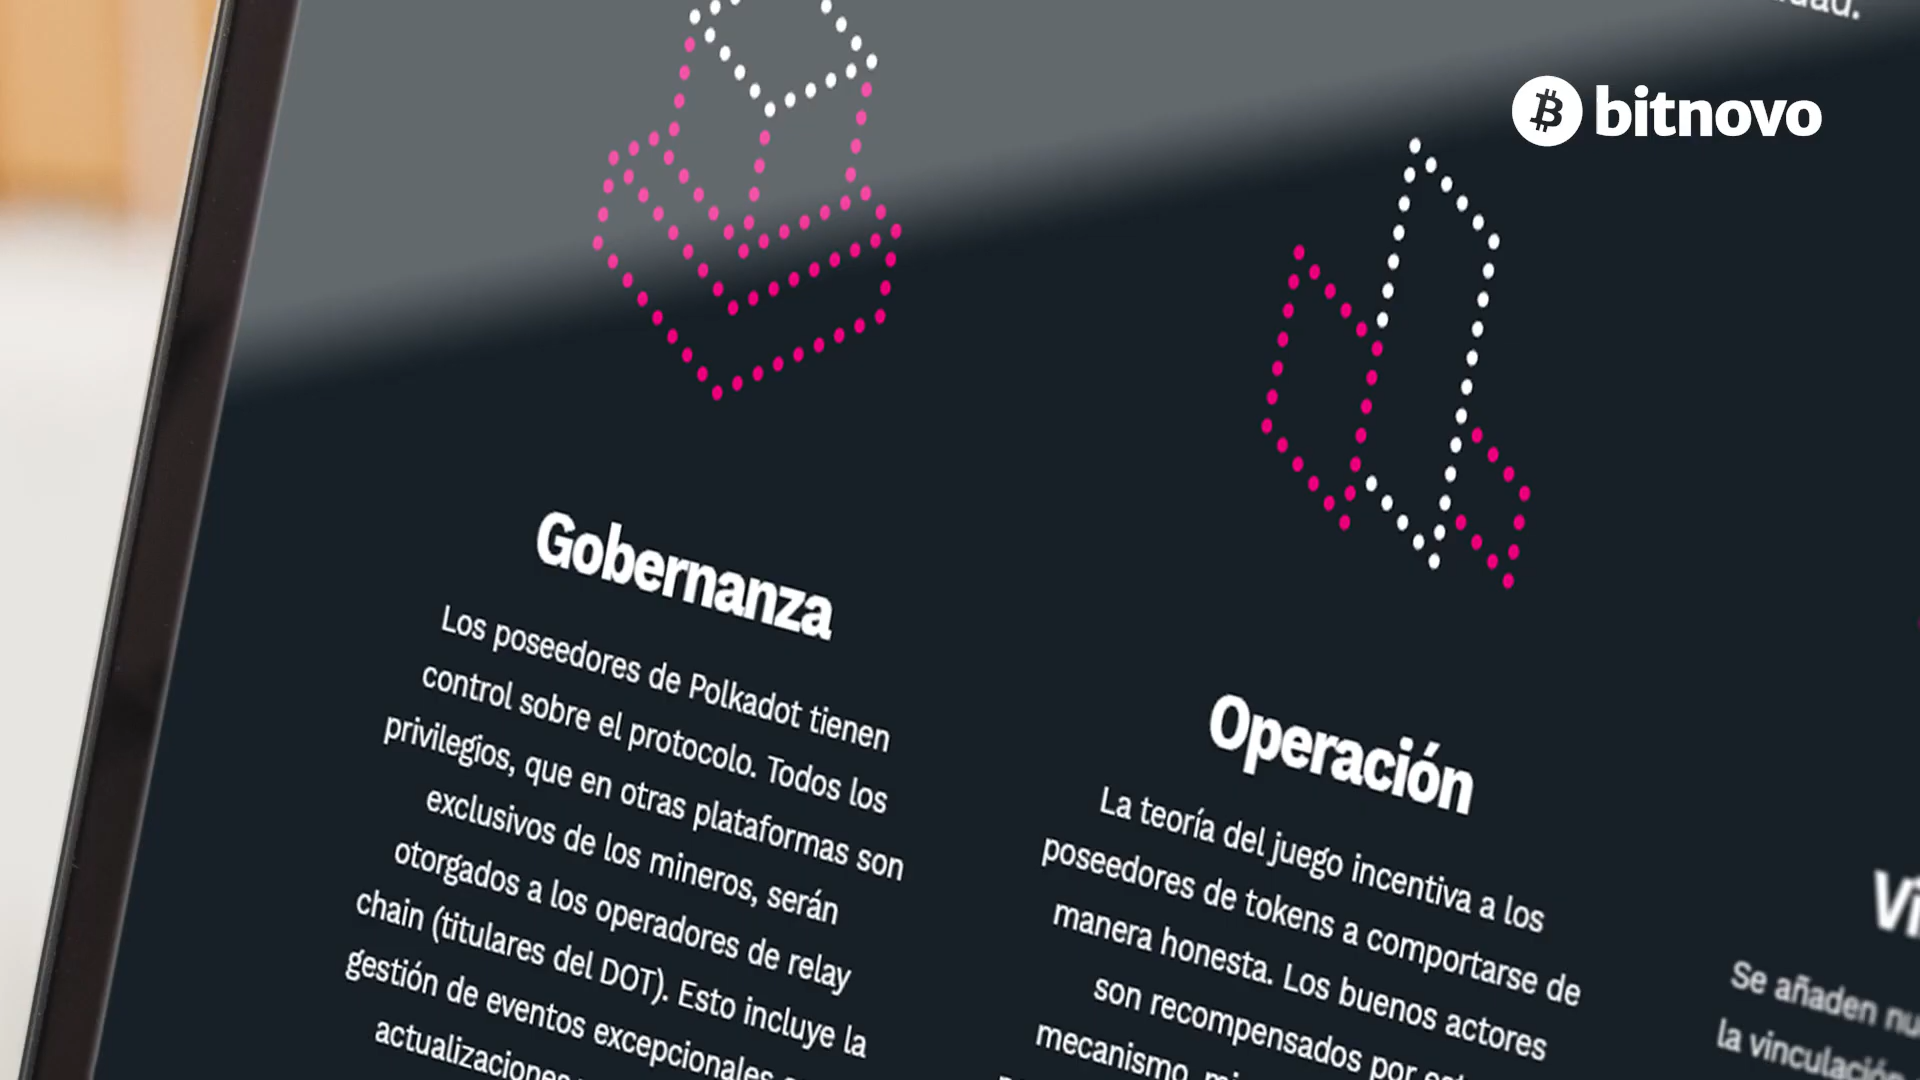 bitnovo
Gobernanza
Los poseedores de Polkadot tienen
control sobre el protocolo. Todos los
privilegios, que en otras plataformas son
exclusivos de los mineros, serán
otorgados a los operadores de relay
chain (titulares del DOT). Esto incluye la
gestión de eventos excepcionales
actualizaciones
Operación
La teoría del juego incentiva a los
poseedores de tokens a comportarse de
manera honesta. Los buenos actores
son recompensados por
mecanismo,
Se añaden
la vinculación